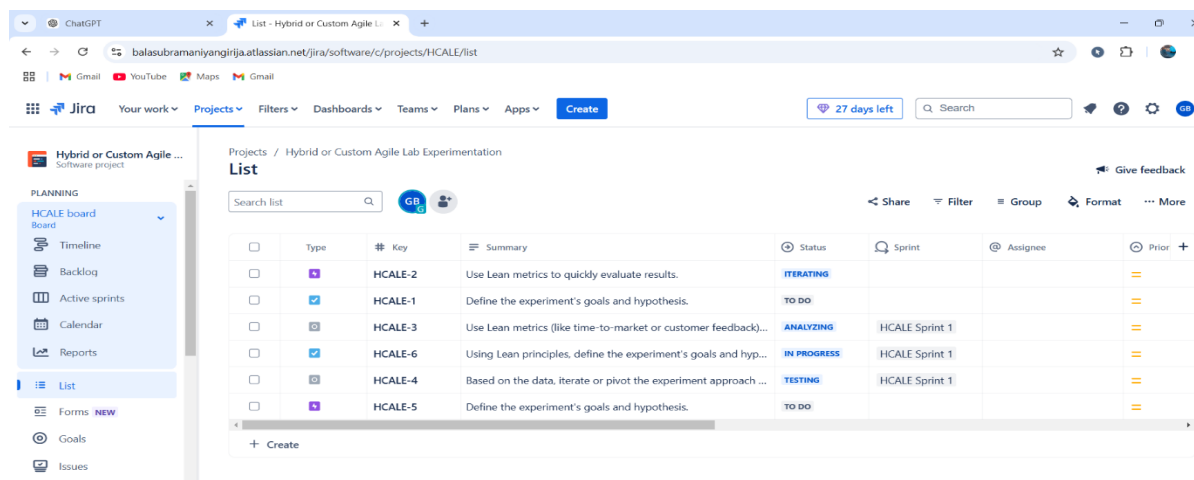 ChatGPT
List - Hybrid or Custom Agile La
balasubramaniyangirija.atlassian.net/jira/software/c/projects/HCALE/list
Gmail YouTube Maps Gmail
Jira Your work Projects Filters Dashboards Teams Plans Apps Create 27 days left Search GB
Hybrid or Custom Agile ...
Software project
PLANNING
HCALE board
Board
Timeline
Backlog
Active sprints
Calendar
Reports
List
Forms NEW
Goals
Issues
Projects / Hybrid or Custom Agile Lab Experimentation
List
Give feedback
Search list GB G Share Filter Group Format ... More
Type # Key Summary Status Sprint @ Assignee Prior +
HCALE-2 Use Lean metrics to quickly evaluate results. ITERATING
HCALE-1 Define the experiment's goals and hypothesis. TO DO
HCALE-3 Use Lean metrics (like time-to-market or customer feedback)... ANALYZING HCALE Sprint 1
HCALE-6 Using Lean principles, define the experiment's goals and hyp... IN PROGRESS HCALE Sprint 1
HCALE-4 Based on the data, iterate or pivot the experiment approach ... TESTING HCALE Sprint 1
HCALE-5 Define the experiment's goals and hypothesis. TO DO
+ Create